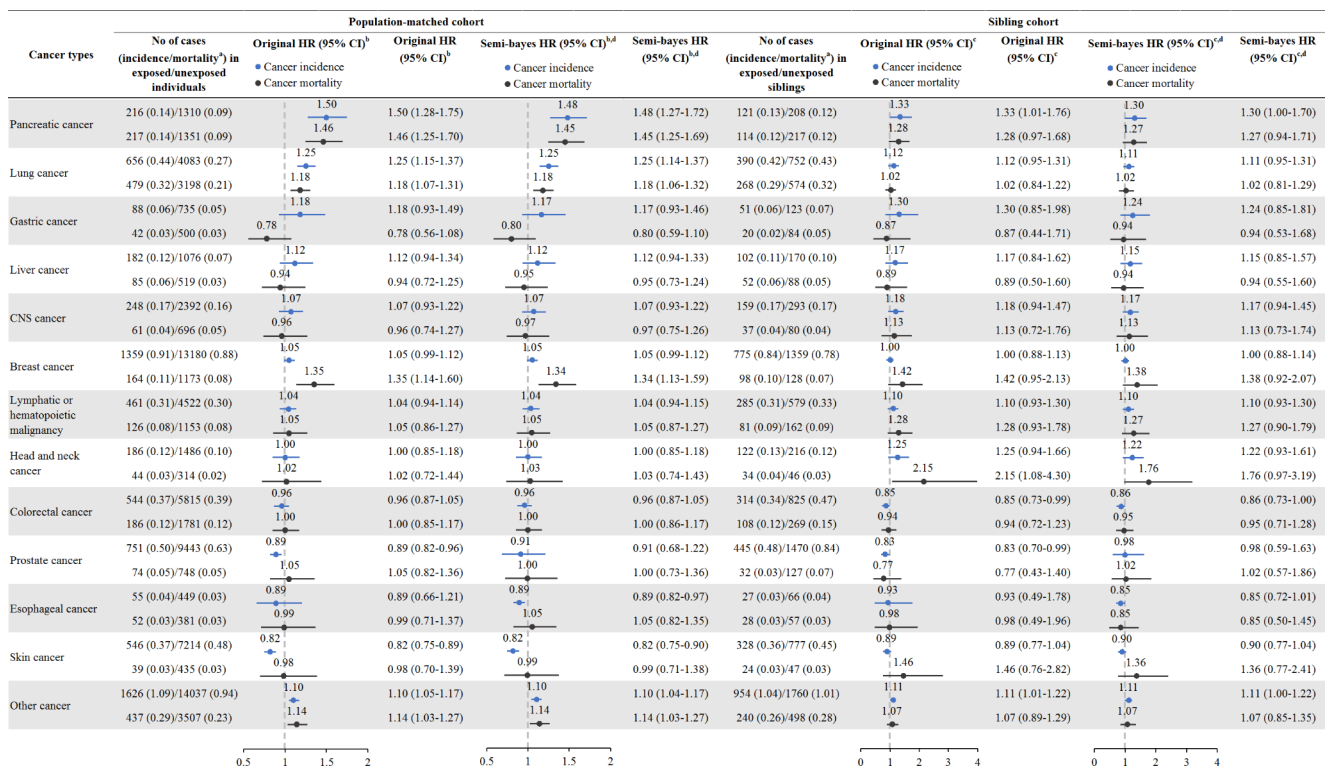 Population-matched cohort Sibling cohort
Cancer types
No of cases
(incidence/mortalityᵃ) in
exposed/unexposed
individuals
Original HR (95% CI)ᵇ
Cancer incidence
Cancer mortality
Original HR
(95% CI)ᵇ
Semi-bayes HR (95% CI)ᵇ,ᵈ
Cancer incidence
Cancer mortality
Semi-bayes HR
(95% CI)ᵇ,ᵈ
No of cases
(incidence/mortalityᵃ) in
exposed/unexposed
siblings
Original HR (95% CI)ᶜ
Cancer incidence
Cancer mortality
Original HR
(95% CI)ᶜ
Semi-bayes HR (95% CI)ᶜ,ᵈ
Cancer incidence
Cancer mortality
Semi-bayes HR
(95% CI)ᶜ,ᵈ
Pancreatic cancer
216 (0.14)/1310 (0.09) 1.50 1.50 (1.28-1.75) 1.48 1.48 (1.27-1.72) 121 (0.13)/208 (0.12) 1.33 1.33 (1.01-1.76) 1.30 1.30 (1.00-1.70)
217 (0.14)/1351 (0.09) 1.46 1.46 (1.25-1.70) 1.45 1.45 (1.25-1.69) 114 (0.12)/217 (0.12) 1.28 1.28 (0.97-1.68) 1.27 1.27 (0.94-1.71)
Lung cancer
656 (0.44)/4083 (0.27) 1.25 1.25 (1.15-1.37) 1.25 1.25 (1.14-1.37) 390 (0.42)/752 (0.43) 1.12 1.12 (0.95-1.31) 1.11 1.11 (0.95-1.31)
479 (0.32)/3198 (0.21) 1.18 1.18 (1.07-1.31) 1.18 1.18 (1.06-1.32) 268 (0.29)/574 (0.32) 1.02 1.02 (0.84-1.22) 1.02 1.02 (0.81-1.29)
Gastric cancer
88 (0.06)/735 (0.05) 1.18 1.18 (0.93-1.49) 1.17 1.17 (0.93-1.46) 51 (0.06)/123 (0.07) 1.30 1.30 (0.85-1.98) 1.24 1.24 (0.85-1.81)
42 (0.03)/509 (0.03) 0.78 0.78 (0.56-1.08) 0.80 0.80 (0.59-1.10) 20 (0.02)/84 (0.05) 0.87 0.87 (0.44-1.71) 0.94 0.94 (0.53-1.68)
Liver cancer
182 (0.12)/1076 (0.07) 1.12 1.12 (0.94-1.34) 1.12 1.12 (0.94-1.33) 102 (0.11)/170 (0.10) 1.17 1.17 (0.84-1.62) 1.15 1.15 (0.85-1.57)
85 (0.06)/519 (0.03) 0.94 0.94 (0.72-1.25) 0.95 0.95 (0.73-1.24) 52 (0.06)/88 (0.05) 0.89 0.89 (0.50-1.60) 0.94 0.94 (0.55-1.60)
CNS cancer
248 (0.17)/2392 (0.16) 1.07 1.07 (0.93-1.22) 1.07 1.07 (0.93-1.22) 159 (0.17)/293 (0.17) 1.18 1.18 (0.94-1.47) 1.17 1.17 (0.94-1.45)
61 (0.04)/696 (0.05) 0.96 0.96 (0.74-1.27) 0.97 0.97 (0.75-1.26) 37 (0.04)/80 (0.04) 1.13 1.13 (0.72-1.76) 1.13 1.13 (0.73-1.74)
Breast cancer
1359 (0.91)/13180 (0.88) 1.05 1.05 (0.99-1.12) 1.05 1.05 (0.99-1.12) 775 (0.84)/1359 (0.78) 1.00 1.00 (0.88-1.13) 1.00 1.00 (0.88-1.14)
164 (0.11)/1173 (0.08) 1.35 1.35 (1.14-1.60) 1.34 1.34 (1.13-1.59) 98 (0.10)/128 (0.07) 1.42 1.42 (0.95-2.13) 1.38 1.38 (0.92-2.07)
Lymphatic or
hematopoietic
malignancy
461 (0.31)/4522 (0.30) 1.04 1.04 (0.94-1.14) 1.04 1.04 (0.94-1.15) 285 (0.31)/579 (0.33) 1.10 1.10 (0.93-1.30) 1.10 1.10 (0.93-1.30)
126 (0.08)/1153 (0.08) 1.05 1.05 (0.86-1.27) 1.05 1.05 (0.87-1.27) 81 (0.09)/162 (0.09) 1.28 1.28 (0.93-1.78) 1.27 1.27 (0.90-1.79)
Head and neck
cancer
186 (0.12)/1486 (0.10) 1.00 1.00 (0.85-1.18) 1.00 1.00 (0.85-1.18) 122 (0.13)/216 (0.12) 1.25 1.25 (0.94-1.66) 1.22 1.22 (0.93-1.61)
44 (0.03)/314 (0.02) 1.02 1.02 (0.72-1.44) 1.03 1.03 (0.74-1.43) 34 (0.04)/46 (0.03) 2.15 2.15 (1.08-4.30) 1.76 1.76 (0.97-3.19)
Colorectal cancer
544 (0.37)/5815 (0.39) 0.96 0.96 (0.87-1.05) 0.96 0.96 (0.87-1.05) 314 (0.34)/825 (0.47) 0.85 0.85 (0.73-0.99) 0.86 0.86 (0.73-1.00)
186 (0.12)/1781 (0.12) 1.00 1.00 (0.85-1.17) 1.00 1.00 (0.86-1.17) 108 (0.12)/269 (0.15) 0.94 0.94 (0.72-1.23) 0.95 0.95 (0.71-1.28)
Prostate cancer
751 (0.50)/9443 (0.63) 0.89 0.89 (0.82-0.96) 0.91 0.91 (0.68-1.22) 445 (0.48)/1470 (0.84) 0.83 0.83 (0.70-0.99) 0.98 0.98 (0.59-1.63)
74 (0.05)/748 (0.05) 1.05 1.05 (0.82-1.36) 1.00 1.00 (0.73-1.36) 32 (0.03)/127 (0.07) 0.77 0.77 (0.43-1.40) 1.02 1.02 (0.57-1.86)
Esophageal cancer
55 (0.04)/449 (0.03) 0.89 0.89 (0.66-1.21) 0.89 0.89 (0.82-0.97) 27 (0.03)/66 (0.04) 0.93 0.93 (0.49-1.78) 0.85 0.85 (0.72-1.01)
52 (0.03)/381 (0.03) 0.99 0.99 (0.71-1.37) 1.05 1.05 (0.82-1.35) 28 (0.03)/57 (0.03) 0.98 0.98 (0.49-1.96) 0.85 0.85 (0.50-1.45)
Skin cancer
546 (0.37)/7214 (0.48) 0.82 0.82 (0.75-0.89) 0.82 0.82 (0.75-0.90) 328 (0.36)/777 (0.45) 0.89 0.89 (0.77-1.04) 0.90 0.90 (0.77-1.04)
39 (0.03)/435 (0.03) 0.98 0.98 (0.70-1.39) 0.99 0.99 (0.71-1.38) 24 (0.03)/47 (0.03) 1.46 1.46 (0.76-2.82) 1.36 1.36 (0.77-2.41)
Other cancer
1626 (1.09)/14037 (0.94) 1.10 1.10 (1.05-1.17) 1.10 1.10 (1.04-1.17) 954 (1.04)/1760 (1.01) 1.11 1.11 (1.01-1.22) 1.11 1.11 (1.00-1.22)
437 (0.29)/3507 (0.23) 1.14 1.14 (1.03-1.27) 1.14 1.14 (1.03-1.27) 240 (0.26)/498 (0.28) 1.07 1.07 (0.89-1.29) 1.07 1.07 (0.85-1.35)
0.5 1 1.5 2 0.5 1 1.5 2 0 1 2 3 4 0 1 2 3 4